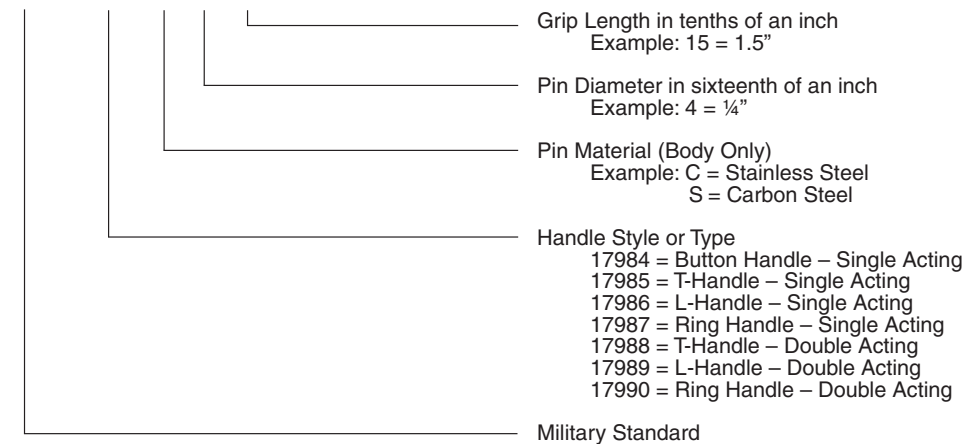 Grip Length in tenths of an inch
Example: 15 = 1.5”
Pin Diameter in sixteenth of an inch
Example: 4 = ¼”
Pin Material (Body Only)
Example: C = Stainless Steel
S = Carbon Steel
Handle Style or Type
17984 = Button Handle – Single Acting
17985 = T-Handle – Single Acting
17986 = L-Handle – Single Acting
17987 = Ring Handle – Single Acting
17988 = T-Handle – Double Acting
17989 = L-Handle – Double Acting
17990 = Ring Handle – Double Acting
Military Standard